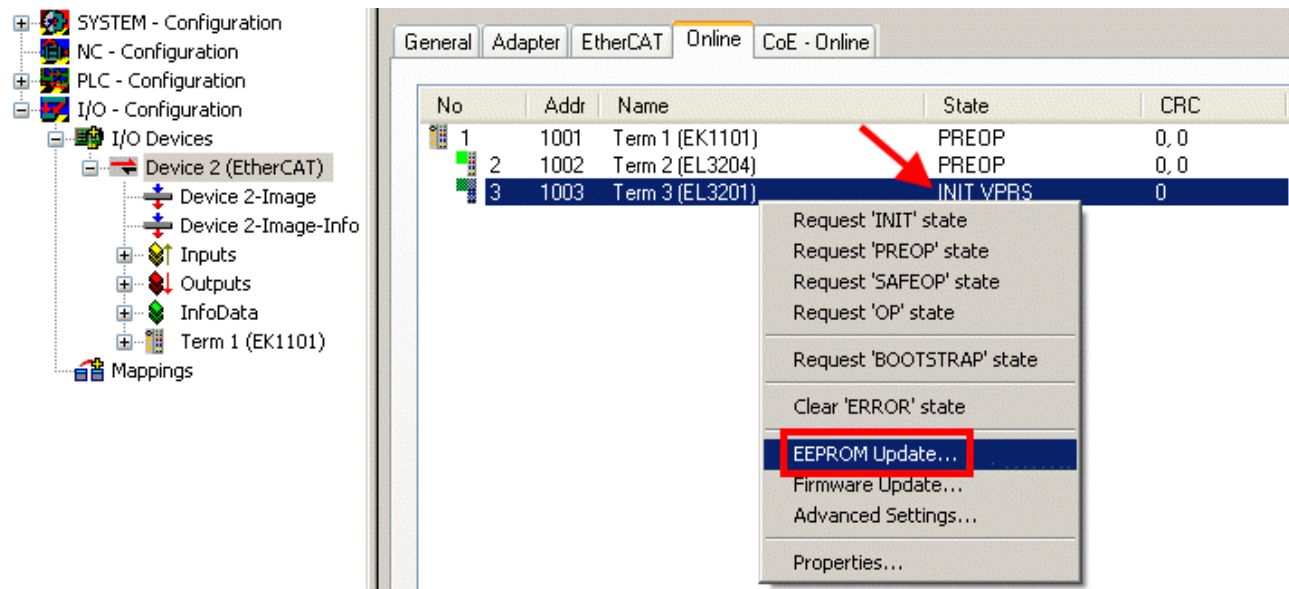 SYSTEM - Configuration
NC - Configuration
PLC - Configuration
I/O - Configuration
I/O Devices
Device 2 (EtherCAT)
Device 2-Image
Device 2-Image-Info
Inputs
Outputs
InfoData
Term 1 (EK1101)
Mappings
General Adapter EtherCAT Online CoE - Online
No Addr Name State CRC
1 1001 Term 1 (EK1101) PREOP 0, 0
2 1002 Term 2 (EL3204) PREOP 0, 0
3 1003 Term 3 (EL3201) INIT VPRS 0
Request 'INIT' state
Request 'PREOP' state
Request 'SAFEOP' state
Request 'OP' state
Request 'BOOTSTRAP' state
Clear 'ERROR' state
EEPROM Update...
Firmware Update...
Advanced Settings...
Properties...